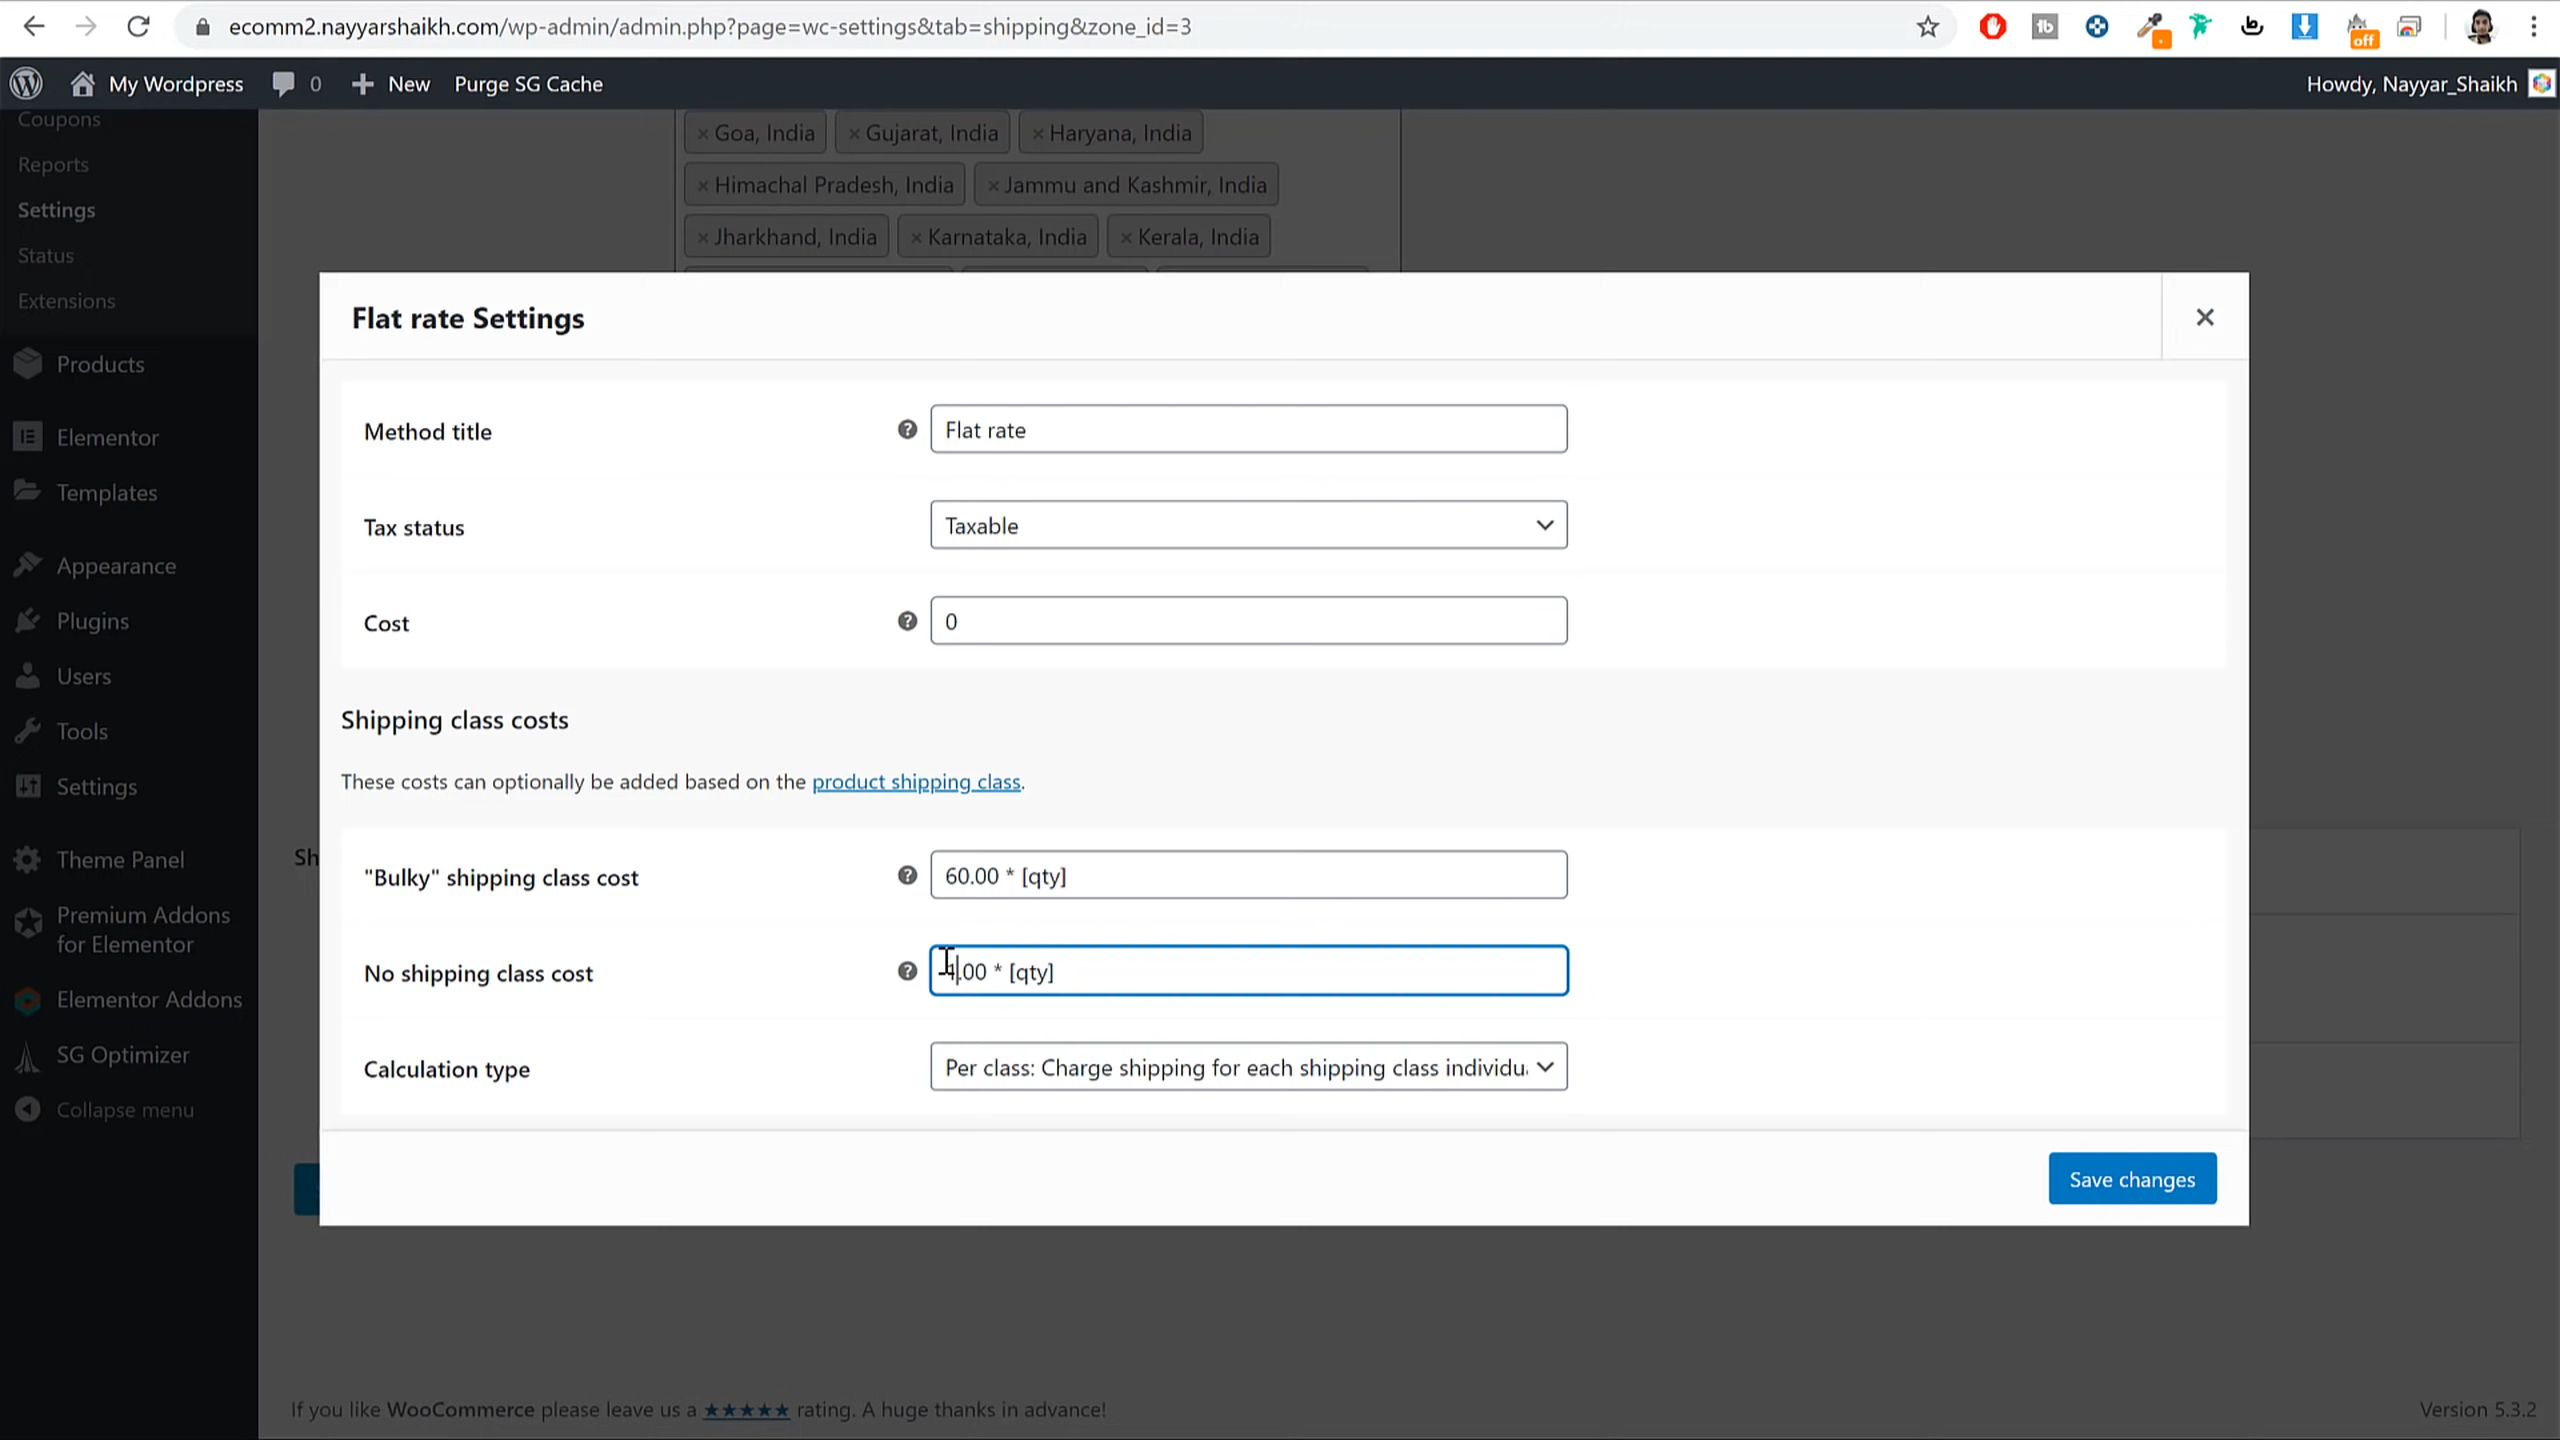 ecomm2.nayyarshaikh.com/wp-admin/admin.php?page=wc-settings&tab=shipping&zone_id=3
off
My Wordpress 0 New Purge SG Cache Howdy, Nayyar_Shaikh
Coupons
Reports
Settings
Status
Extensions
Products
Elementor
Templates
Appearance
Plugins
Users
Tools
Settings
Theme Panel
Premium Addons
for Elementor
Elementor Addons
SG Optimizer
Collapse menu
× Goa, India × Gujarat, India × Haryana, India
× Himachal Pradesh, India × Jammu and Kashmir, India
× Jharkhand, India × Karnataka, India × Kerala, India
Sh
Flat rate Settings
Method title Flat rate
Tax status Taxable
Cost 0
Shipping class costs
These costs can optionally be added based on the product shipping class.
"Bulky" shipping class cost 60.00 * [qty]
No shipping class cost .00 * [qty]
Calculation type Per class: Charge shipping for each shipping class individu
Save changes
If you like WooCommerce please leave us a ★★★★★ rating. A huge thanks in advance!
Version 5.3.2